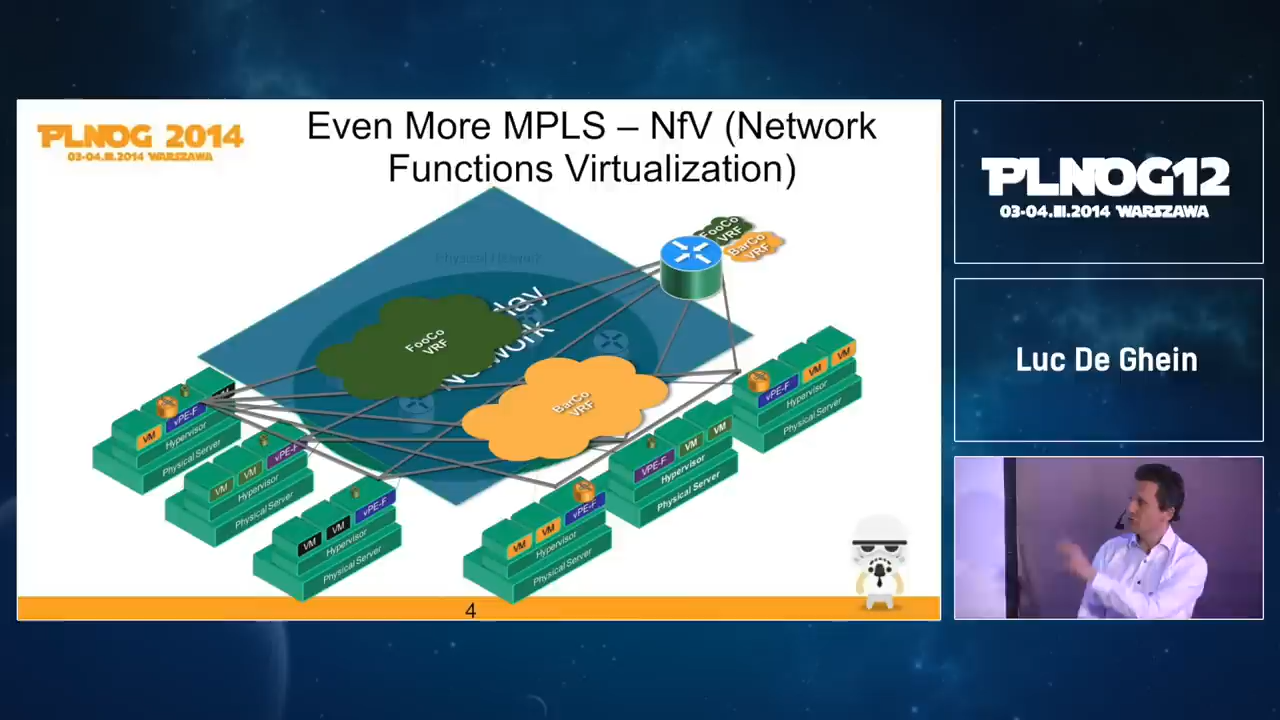 PLNOG 2014
03-04.III.2014 WARSZAWA
Even More MPLS – NfV (Network
Functions Virtualization)
FooCo
VRF
BarCo
VRF
FooCo
VRF
BarCo
VRF
VM
vPE-F
Hypervisor
Physical Server
VM
VM
vPE-F
Hypervisor
Physical Server
VM
VM
vPE-F
Hypervisor
Physical Server
VM
VM
vPE-F
Hypervisor
Physical Server
vPE-F
VM
VM
Hypervisor
Physical Server
vPE-F
VM
VM
Hypervisor
Physical Server
4
PLNOG12
03-04.III.2014 WARSZAWA
Luc De Ghein